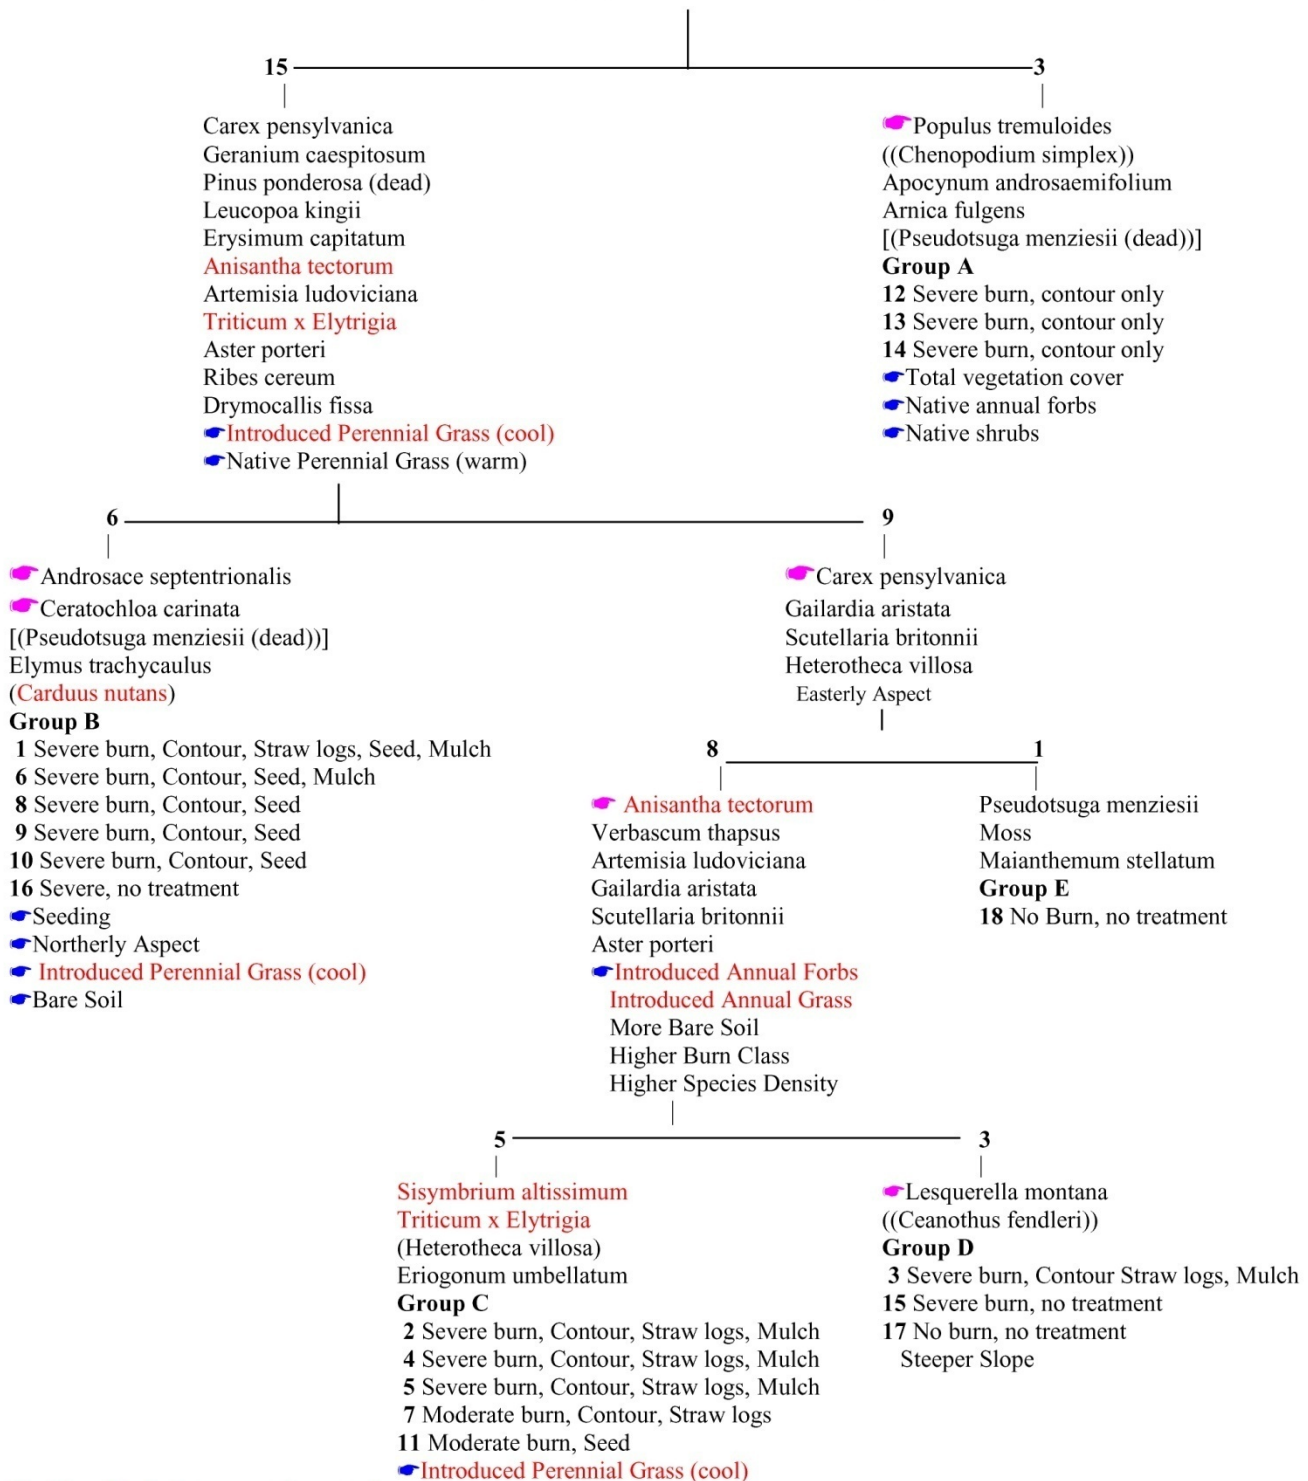 15
3
Carex pensylvanica
Geranium caespitosum
Pinus ponderosa (dead)
Leucopoa kingii
Erysimum capitatum
Anisantha tectorum
Artemisia ludoviciana
Triticum x Elytrigia
Aster porteri
Ribes cereum
Drymocallis fissa
Introduced Perennial Grass (cool)
Native Perennial Grass (warm)
Populus tremuloides
((Chenopodium simplex))
Apocynum androsaemifolium
Arnica fulgens
[(Pseudotsuga menziesii (dead))]
Group A
12 Severe burn, contour only
13 Severe burn, contour only
14 Severe burn, contour only
Total vegetation cover
Native annual forbs
Native shrubs
6
9
Androsace septentrionalis
Ceratochloa carinata
[(Pseudotsuga menziesii (dead))]
Elymus trachycaulus
(Carduus nutans)
Group B
1 Severe burn, Contour, Straw logs, Seed, Mulch
6 Severe burn, Contour, Seed, Mulch
8 Severe burn, Contour, Seed
9 Severe burn, Contour, Seed
10 Severe burn, Contour, Seed
16 Severe, no treatment
Seeding
Northerly Aspect
Introduced Perennial Grass (cool)
Bare Soil
Carex pensylvanica
Gailardia aristata
Scutellaria britonnii
Heterotheca villosa
Easterly Aspect
8
1
Anisantha tectorum
Verbascum thapsus
Artemisia ludoviciana
Gailardia aristata
Scutellaria britonnii
Aster porteri
Introduced Annual Forbs
Introduced Annual Grass
More Bare Soil
Higher Burn Class
Higher Species Density
Pseudotsuga menziesii
Moss
Maianthemum stellatum
Group E
18 No Burn, no treatment
5
3
Sisymbrium altissimum
Triticum x Elytrigia
(Heterotheca villosa)
Eriogonum umbellatum
Group C
2 Severe burn, Contour, Straw logs, Mulch
4 Severe burn, Contour, Straw logs, Mulch
5 Severe burn, Contour, Straw logs, Mulch
7 Moderate burn, Contour, Straw logs
11 Moderate burn, Seed
Introduced Perennial Grass (cool)
Lesquerella montana
((Ceanothus fendleri))
Group D
3 Severe burn, Contour Straw logs, Mulch
15 Severe burn, no treatment
17 No burn, no treatment
Steeper Slope